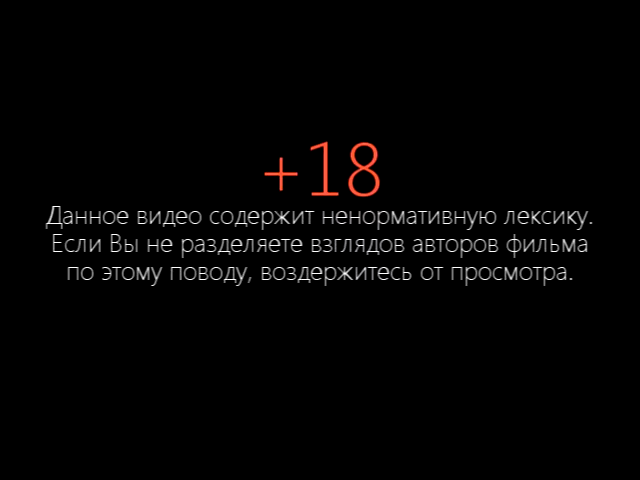 +18
Данное видео содержит ненормативную лексику.
Если Вы не разделяете взглядов авторов фильма
по этому поводу, воздержитесь от просмотра.